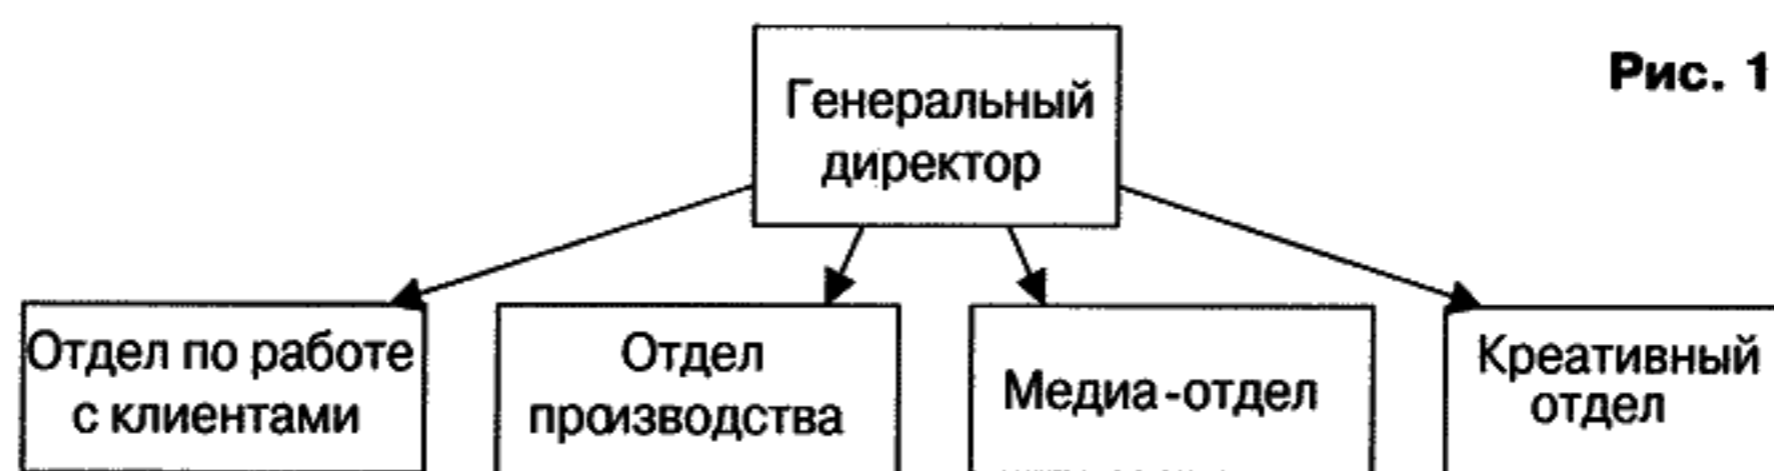 Рис. 1
Генеральный
директор
Отдел по работе
с клиентами
Отдел
производства
Медиа-отдел
Креативный
отдел